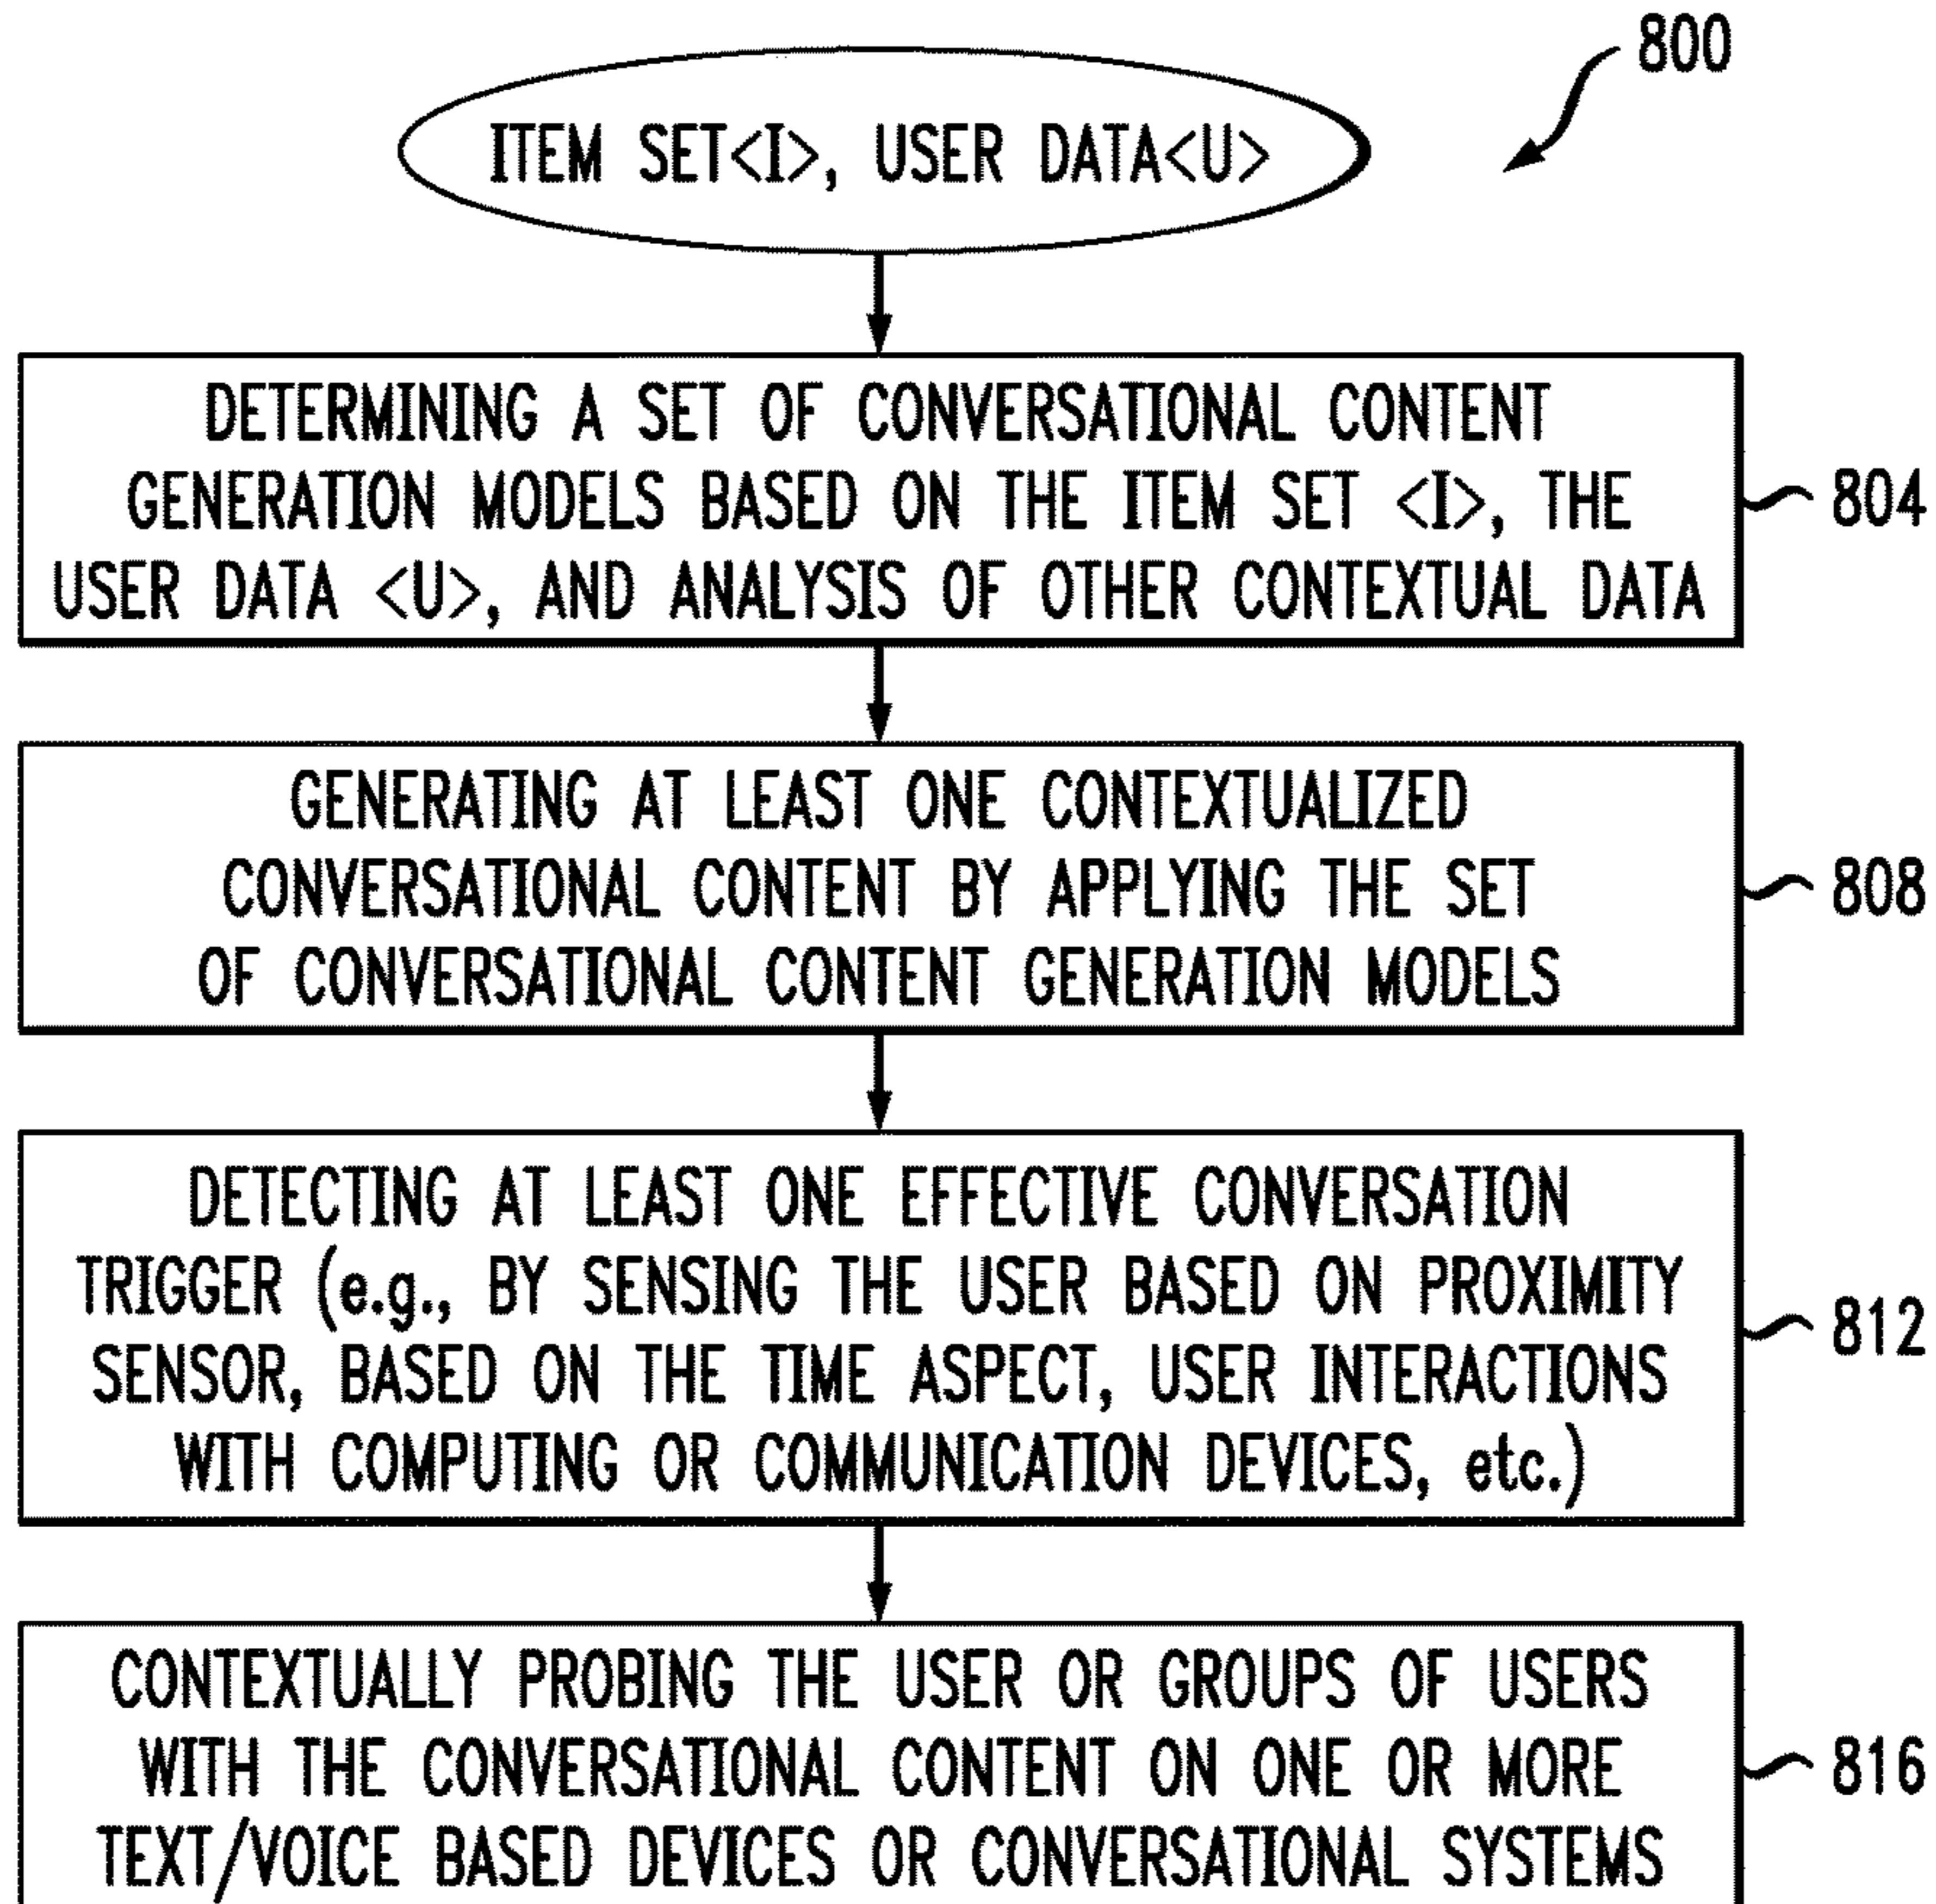 800
ITEM SET<I>, USER DATA<U>
DETERMINING A SET OF CONVERSATIONAL CONTENT
GENERATION MODELS BASED ON THE ITEM SET <I>, THE
USER DATA <U>, AND ANALYSIS OF OTHER CONTEXTUAL DATA
804
GENERATING AT LEAST ONE CONTEXTUALIZED
CONVERSATIONAL CONTENT BY APPLYING THE SET
OF CONVERSATIONAL CONTENT GENERATION MODELS
808
DETECTING AT LEAST ONE EFFECTIVE CONVERSATION
TRIGGER (e.g., BY SENSING THE USER BASED ON PROXIMITY
SENSOR, BASED ON THE TIME ASPECT, USER INTERACTIONS
WITH COMPUTING OR COMMUNICATION DEVICES, etc.)
812
CONTEXTUALLY PROBING THE USER OR GROUPS OF USERS
WITH THE CONVERSATIONAL CONTENT ON ONE OR MORE
TEXT/VOICE BASED DEVICES OR CONVERSATIONAL SYSTEMS
816